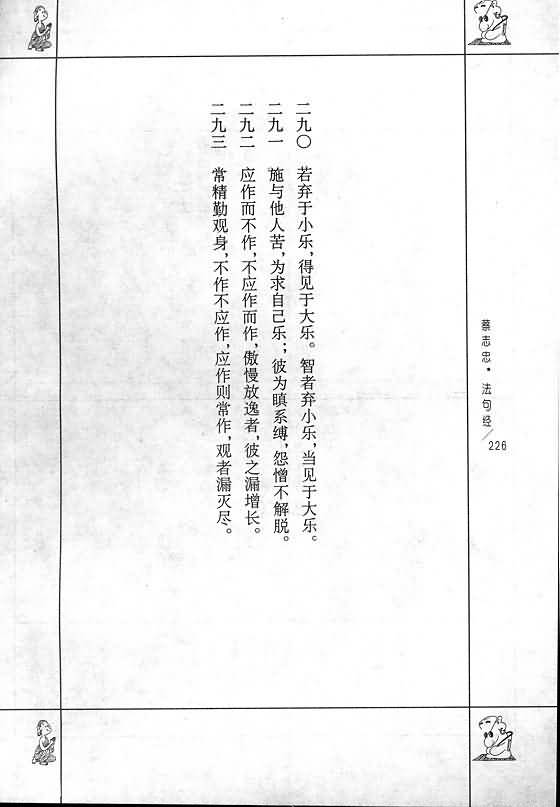 二九〇 若弃于小乐，得见于大乐。智者弃小乐，当见于大乐。
二九一 施与他人苦，为求自己乐；彼为瞋系缚，怨憎不解脱。
二九二 应作而不作，不应作而作，傲慢放逸者，彼之漏增长。
二九三 常精勤观身，不作不应作，应作则常作，观者漏灭尽。
蔡志忠·法句经/226